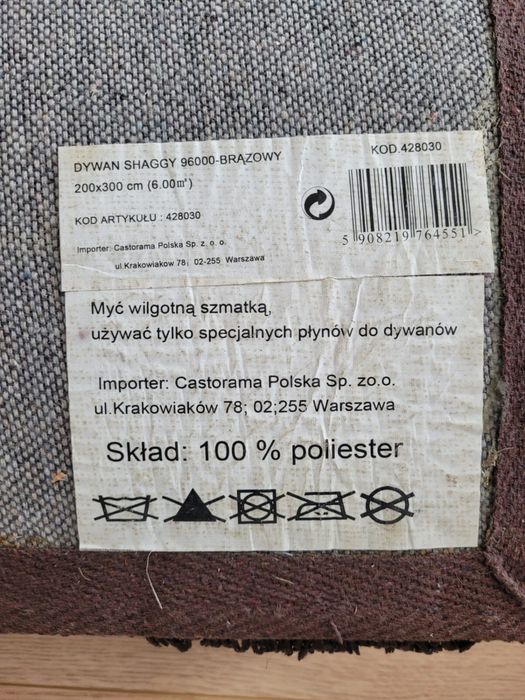 DYWAN SHAGGY 96000-BRĄZOWY
KOD.428030
200x300 cm (6.00㎡)
KOD ARTYKUŁU : 428030
5 908219 764551 >
Importer: Castorama Polska Sp. z. o. o.
ul.Krakowiakow 78; 02-255 Warszawa
Myć wilgotną szmatką,
używać tylko specjalnych płynów do dywanów
Importer: Castorama Polska Sp. zo.o.
ul.Krakowiaków 78; 02;255 Warszawa
Skład: 100 % poliester